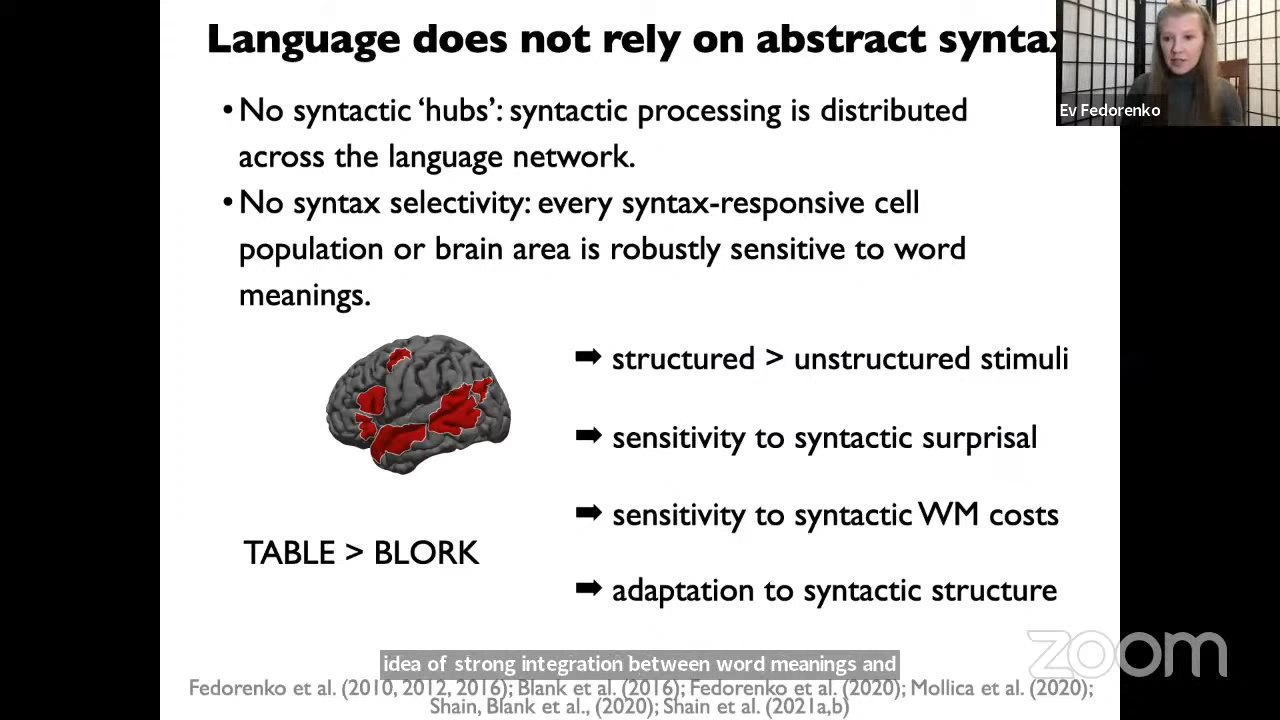 Language does not rely on abstract syntax
Ev Fedorenko
• No syntactic ‘hubs’: syntactic processing is distributed
across the language network.
• No syntax selectivity: every syntax-responsive cell
population or brain area is robustly sensitive to word
meanings.
➡ structured > unstructured stimuli
➡ sensitivity to syntactic surprisal
➡ sensitivity to syntactic WM costs
TABLE > BLORK
➡ adaptation to syntactic structure
zoom
idea of strong integration between word meanings and
Fedorenko et al. (2010, 2012, 2016); Blank et al. (2016); Fedorenko et al. (2020); Mollica et al. (2020);
Shain, Blank et al., (2020); Shain et al. (2021a,b)